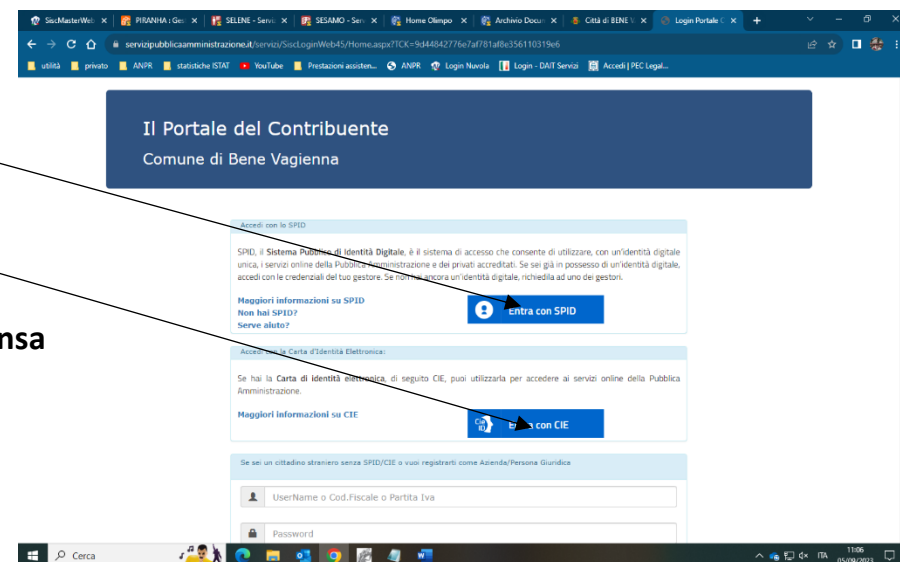 SiscMasterWeb
PIRANHA : Ges
SELENE - Servi
SESAMO - Serv
Home Olimpo
Archivio Docum
Città di BENE V
Login Portale C
servizipubblicaamministrazione.it/servizi/SiscLoginWeb45/Home.aspx?TCK=9d44842776e7af781af8e356110319e6
utilità privato ANPR statistiche ISTAT YouTube Prestazioni assisten... ANPR Login Nuvola Login - DAIT Servizi Accedi | PEC Legal...
Il Portale del Contribuente
Comune di Bene Vagienna
Accedi con lo SPID
SPID, il Sistema Pubblico di Identità Digitale, è il sistema di accesso che consente di utilizzare, con un'identità digitale
unica, i servizi online della Pubblica Amministrazione e dei privati accreditati. Se sei già in possesso di un'identità digitale,
accedi con le credenziali del tuo gestore. Se non hai ancora un'identità digitale, richiedila ad uno dei gestori.
Maggiori informazioni su SPID
Non hai SPID?
Serve aiuto?
Entra con SPID
nsa
Accedi con la Carta d'Identità Elettronica:
Se hai la Carta di identità elettronica, di seguito CIE, puoi utilizzarla per accedere ai servizi online della Pubblica
Amministrazione.
Maggiori informazioni su CIE
Entra con CIE
Se sei un cittadino straniero senza SPID/CIE o vuoi registrarti come Azienda/Persona Giuridica
UserName o Cod.Fiscale o Partita Iva
Password
Cerca
ITA
11:06
05/09/2023